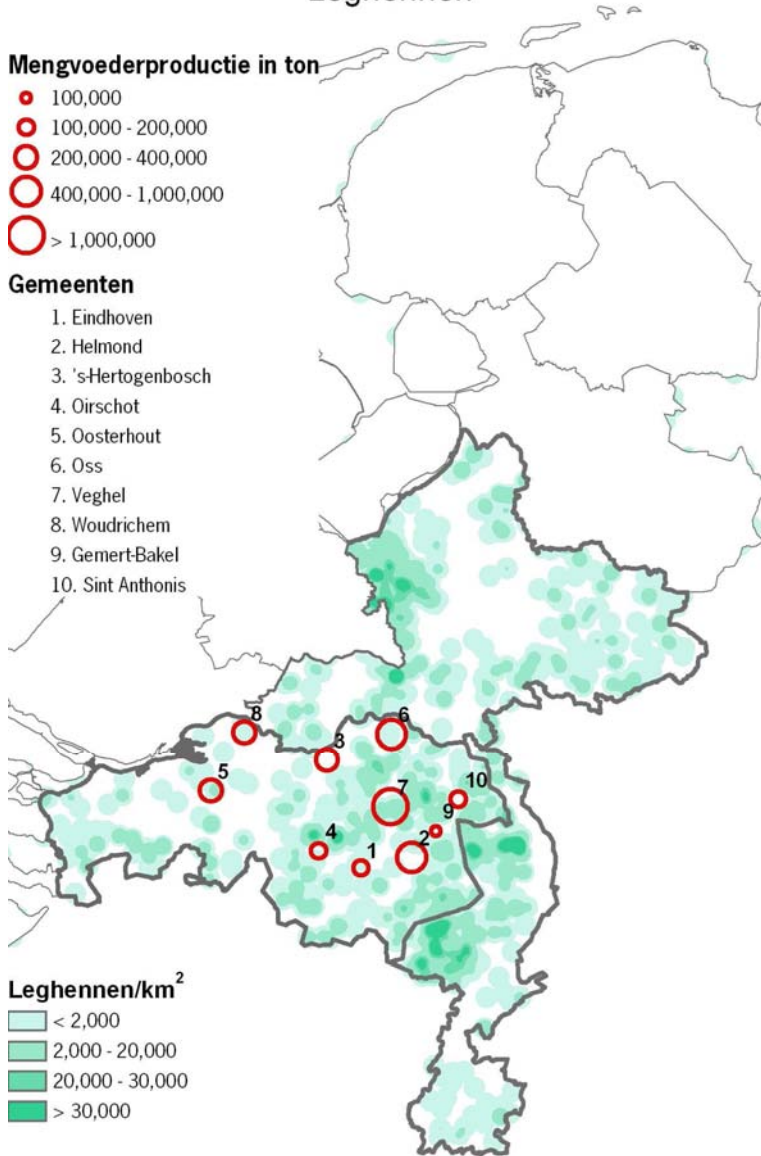 Leghennen
Mengvoederproductie in ton
100,000
100,000 - 200,000
200,000 - 400,000
400,000 - 1,000,000
> 1,000,000
Gemeenten
1. Eindhoven
2. Helmond
3. 's-Hertogenbosch
4. Oirschot
5. Oosterhout
6. Oss
7. Veghel
8. Woudrichem
9. Gemert-Bakel
10. Sint Anthonis
8
6
3
5
7
10
9
4
2
1
Leghennen/km²
< 2,000
2,000 - 20,000
20,000 - 30,000
> 30,000